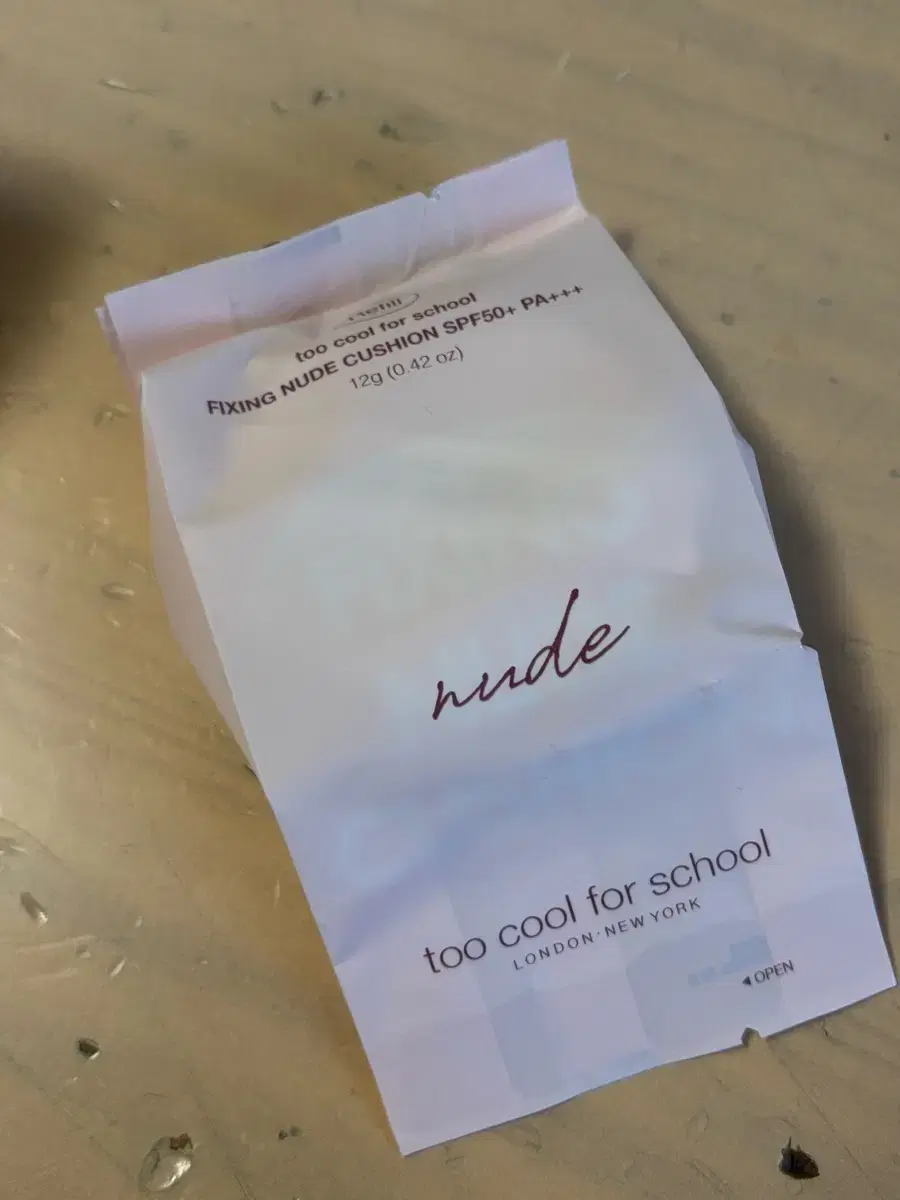 Refill
too cool for school
FIXING NUDE CUSHION SPF50+ PA+++
12g (0.42 oz)
nude
too cool for school
LONDON·NEW YORK
◀OPEN